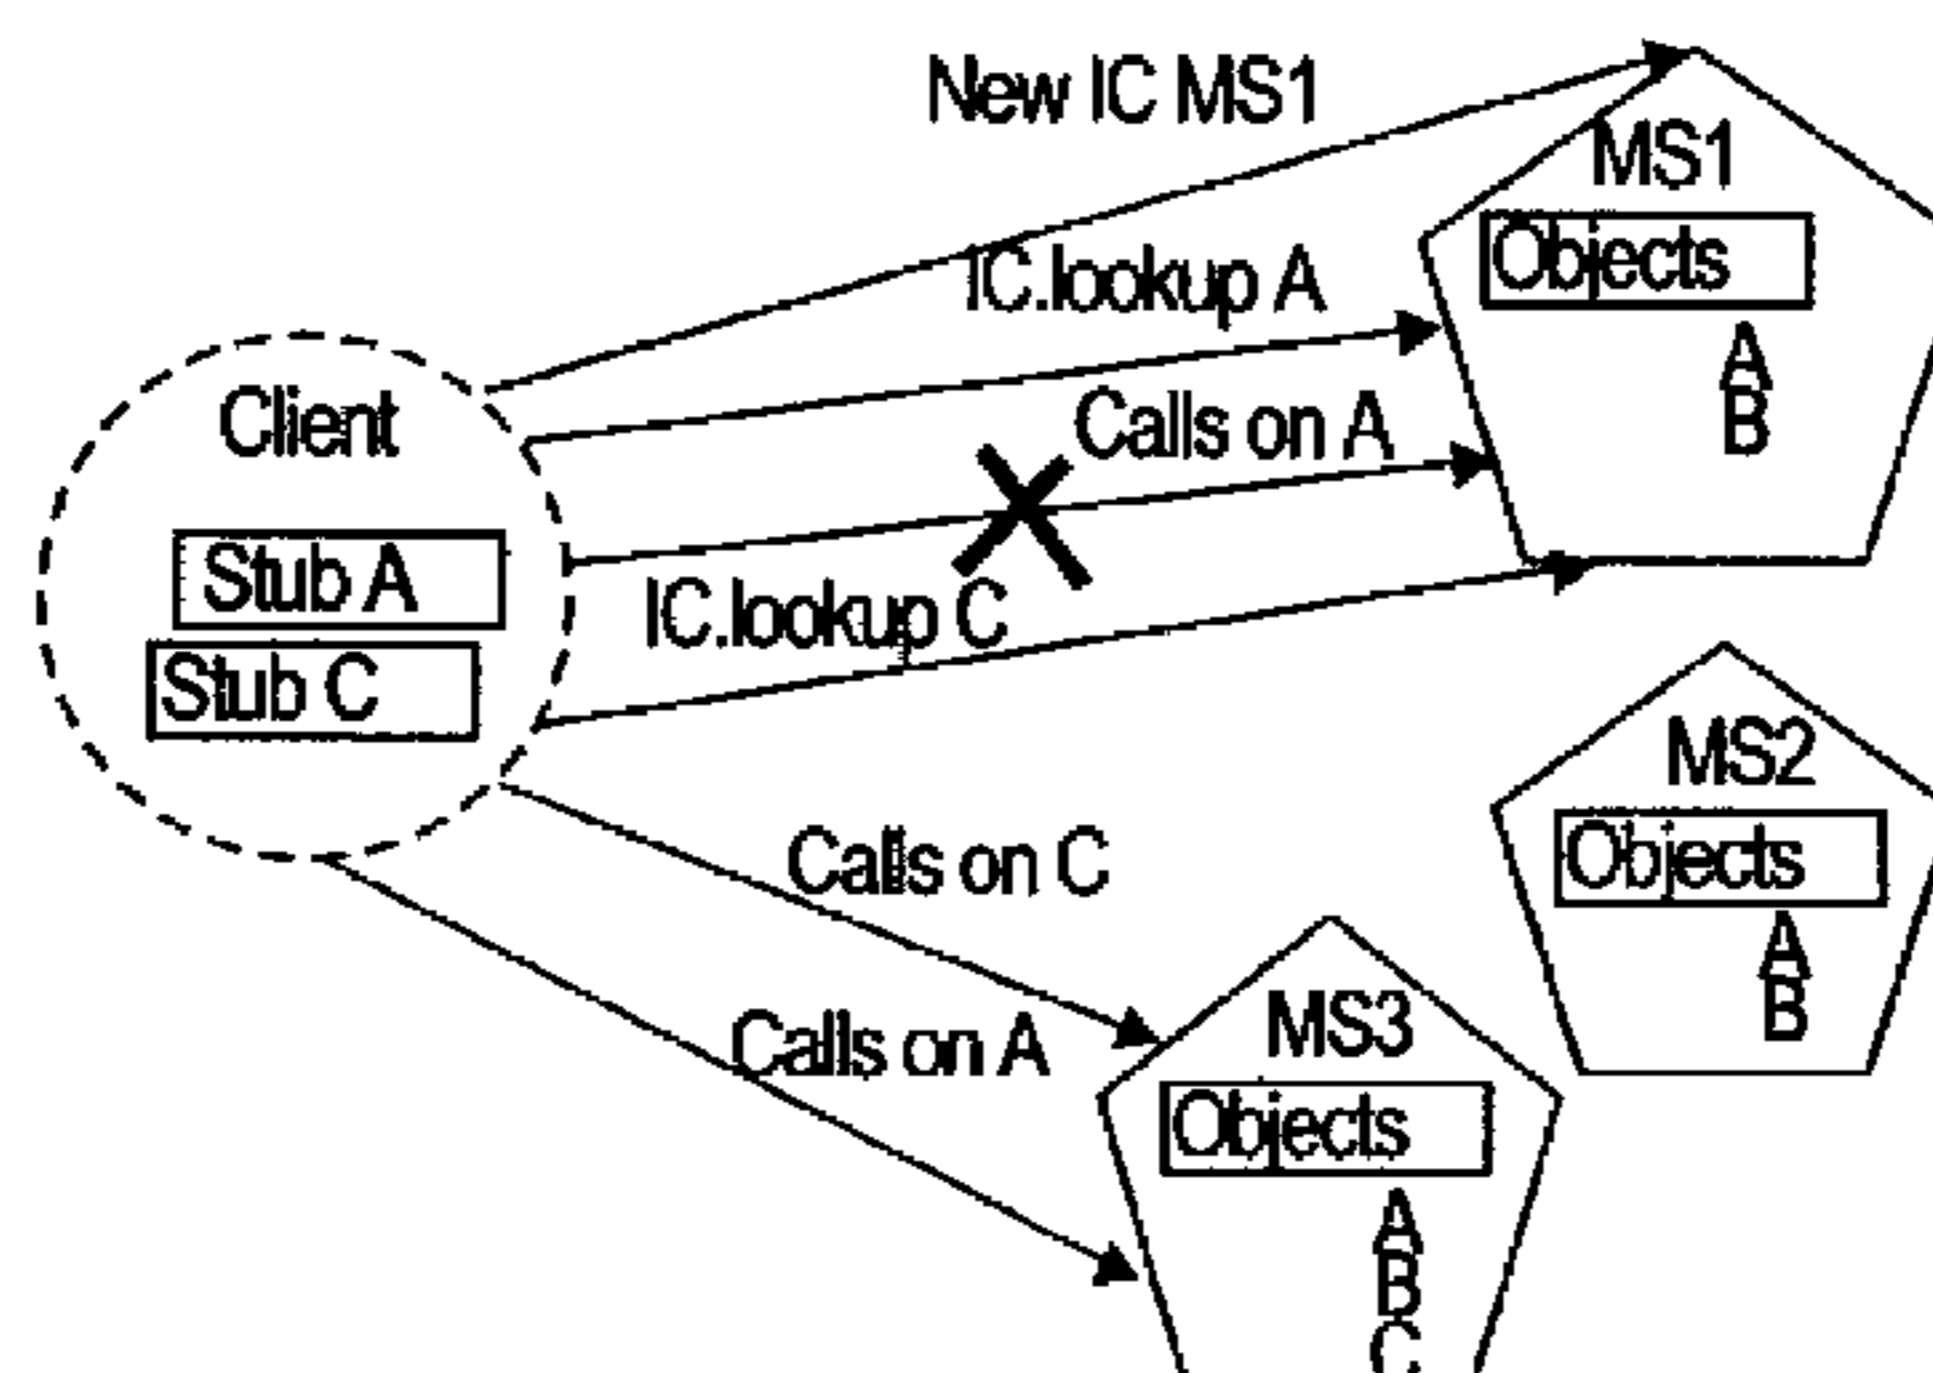 New IC MS1
MS1
Objects
A
B
IC.lookup A
Calls on A
Client
Stub A
Stub C
IC.lookup C
MS2
Objects
A
B
Calls on C
Calls on A
MS3
Objects
A
B
C